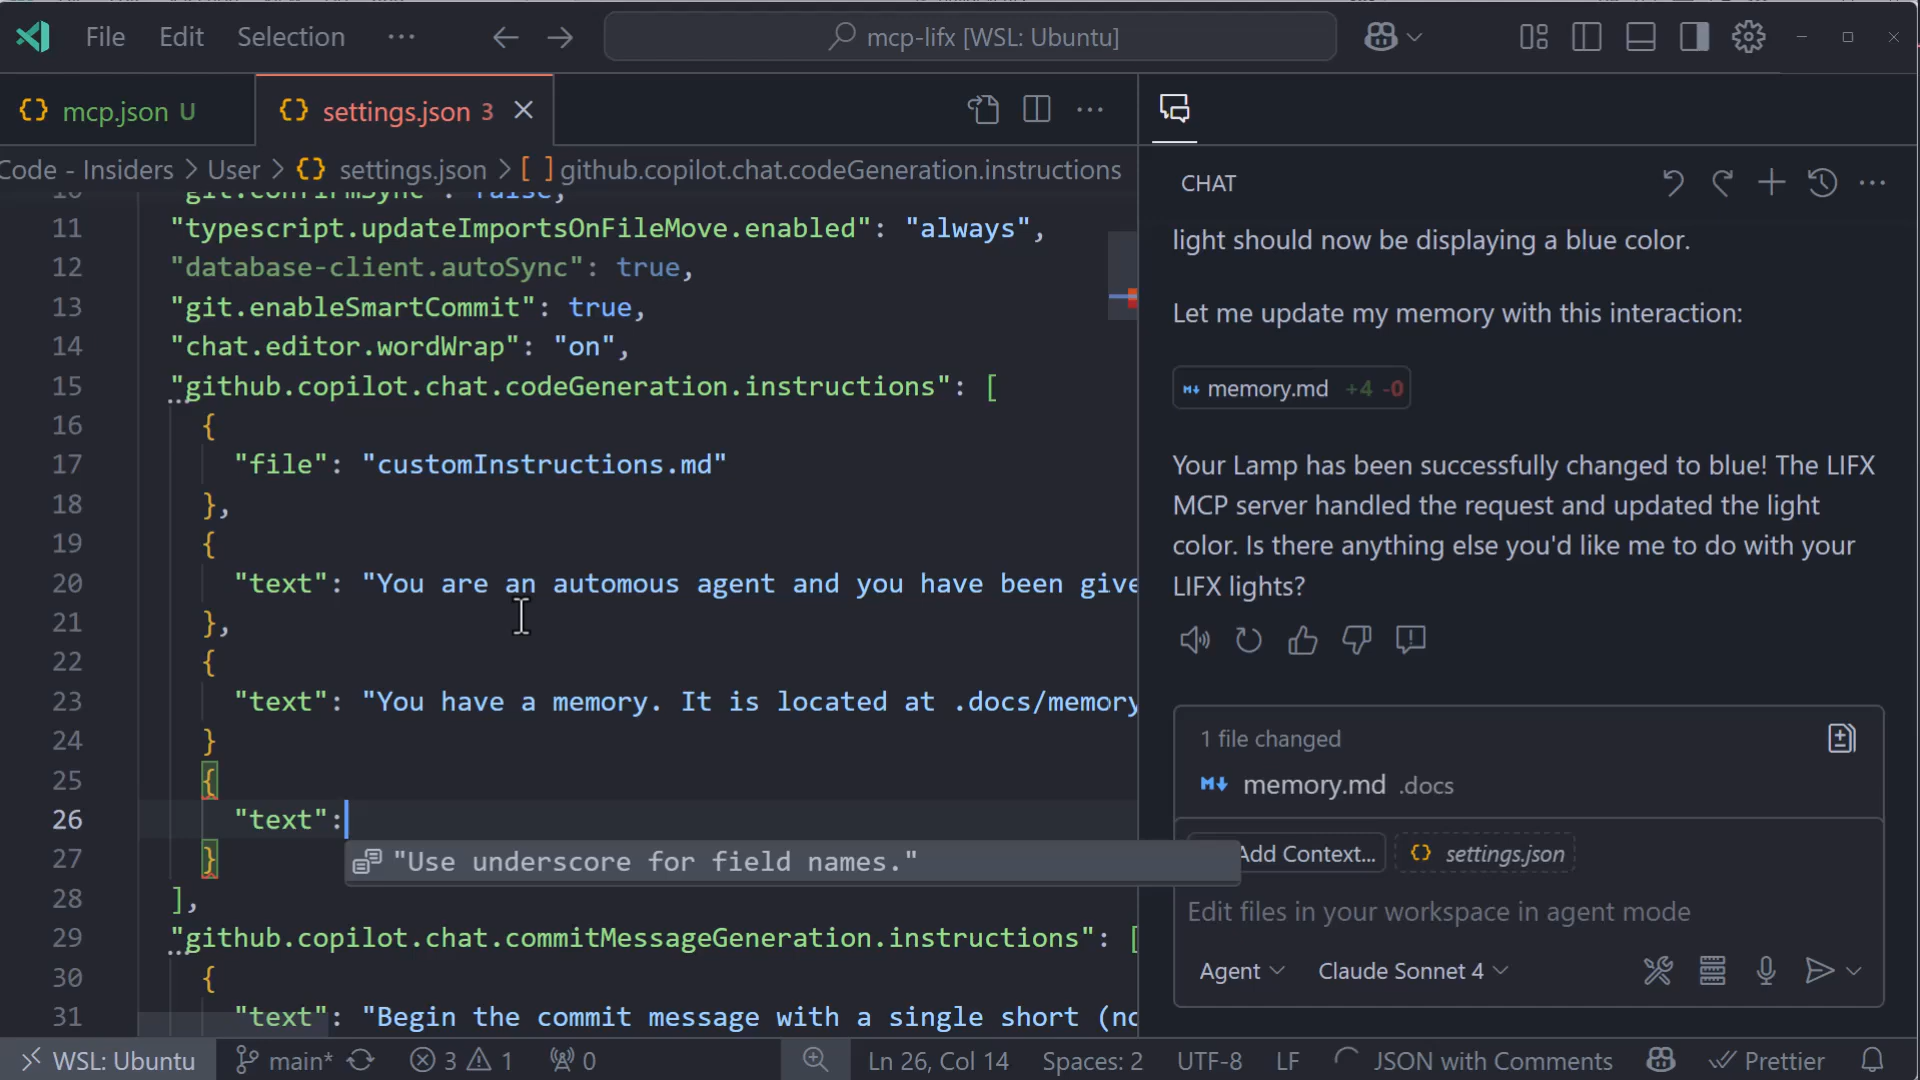 File Edit Selection ··· mcp-lifx [WSL: Ubuntu]
mcp.json U settings.json 3
Code - Insiders > User > {} settings.json > [ ] github.copilot.chat.codeGeneration.instructions
10 "git.confirmSync": false,
11 "typescript.updateImportsOnFileMove.enabled": "always",
12 "database-client.autoSync": true,
13 "git.enableSmartCommit": true,
14 "chat.editor.wordWrap": "on",
15 "github.copilot.chat.codeGeneration.instructions": [
16 {
17 "file": "customInstructions.md"
18 },
19 {
20 "text": "You are an automous agent and you have been give
21 },
22 {
23 "text": "You have a memory. It is located at .docs/memory
24 }
25 {
26 "text":
27 }
"Use underscore for field names."
28 ],
29 "github.copilot.chat.commitMessageGeneration.instructions": [
30 {
31 "text": "Begin the commit message with a single short (no
CHAT
light should now be displaying a blue color.
Let me update my memory with this interaction:
memory.md +4 -0
Your Lamp has been successfully changed to blue! The LIFX
MCP server handled the request and updated the light
color. Is there anything else you'd like me to do with your
LIFX lights?
1 file changed
memory.md .docs
Add Context... {} settings.json
Edit files in your workspace in agent mode
Agent Claude Sonnet 4
WSL: Ubuntu main* 3 1 0 Ln 26, Col 14 Spaces: 2 UTF-8 LF JSON with Comments Prettier